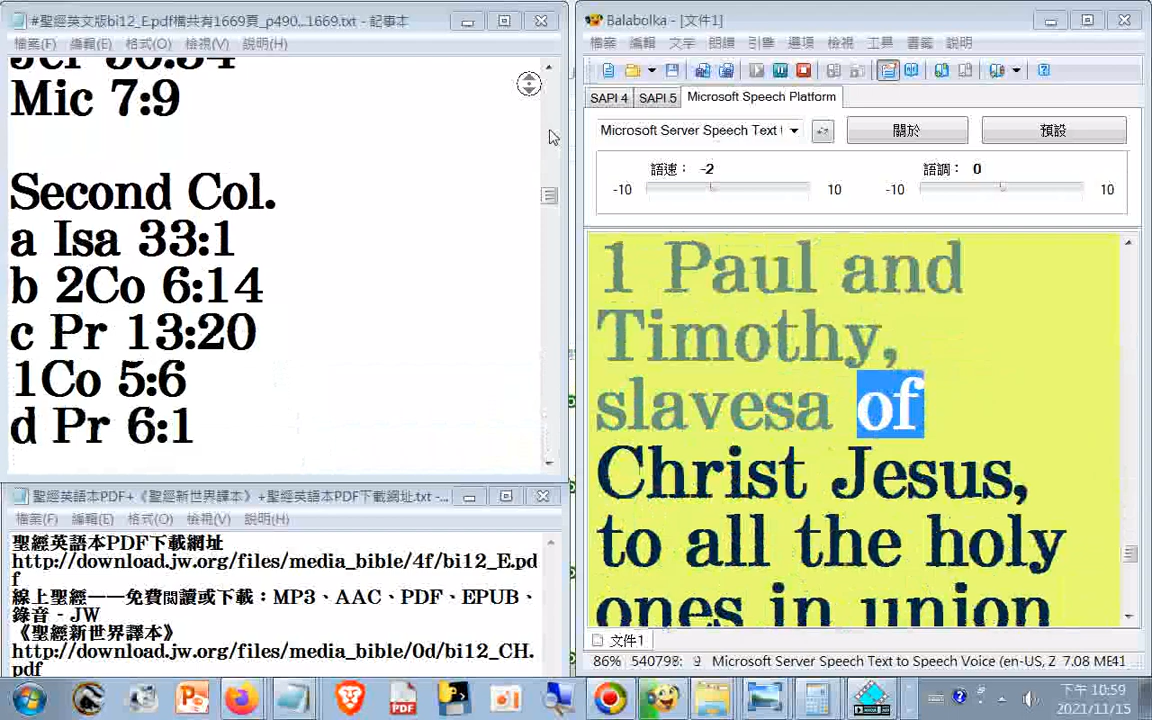 #聖經英文版bi12_E.pdf檔共有1669頁_p490...1669.txt - 記事本
檔案(F) 編輯(E) 格式(O) 檢視(V) 說明(H)
Jer 30:34
Mic 7:9
Second Col.
a Isa 33:1
b 2Co 6:14
c Pr 13:20
1Co 5:6
d Pr 6:1
聖經英語本PDF+《聖經新世界譯本》+聖經英語本PDF下載網址.txt - ...
檔案(F) 編輯(E) 格式(O) 檢視(V) 說明(H)
聖經英語本PDF下載網址
http://download.jw.org/files/media_bible/4f/bi12_E.pd
f
線上聖經——免費閱讀或下載：MP3、AAC、PDF、EPUB、
錄音 - JW
《聖經新世界譯本》
http://download.jw.org/files/media_bible/0d/bi12_CH.
pdf
Balabolka - [文件1]
檔案 編輯 文字 朗讀 引擎 選項 檢視 工具 書籤 說明
SAPI 4 SAPI 5 Microsoft Speech Platform
Microsoft Server Speech Text 關於 預設
語速： -2 語調： 0
-10 10 -10 10
1 Paul and
Timothy,
slavesa of
Christ Jesus,
to all the holy
ones in union
文件1
86% 540798: 9 Microsoft Server Speech Text to Speech Voice (en-US, Z 7.08 ME41
PDF
下午 10:59
2021/11/15